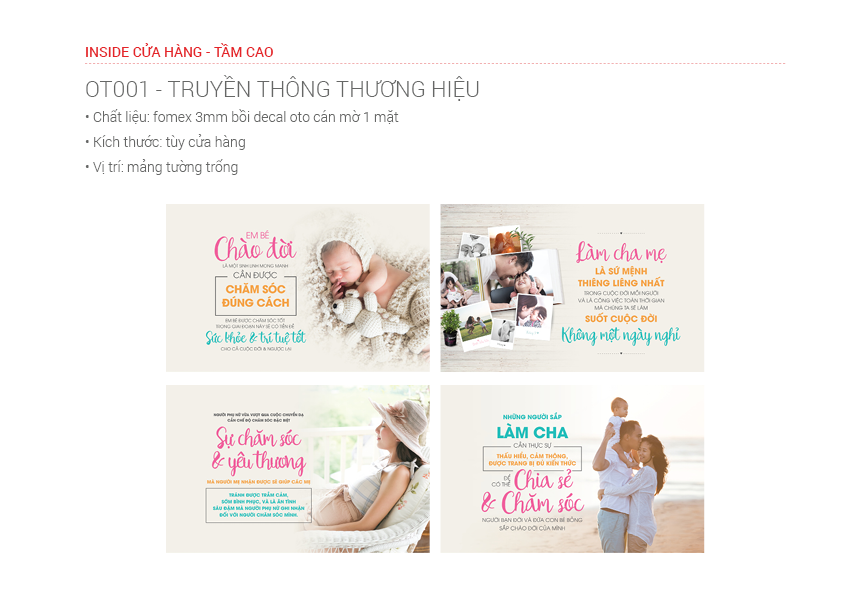 INSIDE CỬA HÀNG - TẦM CAO
OT001 - TRUYỀN THÔNG THƯƠNG HIỆU
• Chất liệu: fomex 3mm bồi decal oto cán mờ 1 mặt
• Kích thước: tùy cửa hàng
• Vị trí: mảng tường trống
EM BÉ
Chào đời
LÀ MỘT SINH LINH MONG MANH
CẦN ĐƯỢC
CHĂM SÓC
ĐÚNG CÁCH
EM BÉ ĐƯỢC CHĂM SÓC TỐT
TRONG GIAI ĐOẠN NÀY SẼ CÓ TIỀN ĐỀ
Sức khỏe & trí tuệ tốt
CHO CẢ CUỘC ĐỜI & NGƯỢC LẠI
Làm cha mẹ
LÀ SỨ MỆNH
THIÊNG LIÊNG NHẤT
TRONG CUỘC ĐỜI MỖI NGƯỜI
VÀ LÀ CÔNG VIỆC TOÀN THỜI GIAN
MÀ CHÚNG TA SẼ LÀM
SUỐT CUỘC ĐỜI
Không một ngày nghỉ
NGƯỜI PHỤ NỮ VỪA VƯỢT QUA CUỘC CHUYỂN DẠ
CẦN CHẾ ĐỘ CHĂM SÓC ĐẶC BIỆT
Sự chăm sóc
& yêu thương
MÀ NGƯỜI MẸ NHẬN ĐƯỢC SẼ GIÚP CÁC MẸ
TRÁNH ĐƯỢC TRẦM CẢM,
SỚM BÌNH PHỤC, VÀ LÀ ÂN TÌNH
SÂU ĐẬM MÀ NGƯỜI PHỤ NỮ GHI NHẬN
ĐỐI VỚI NGƯỜI CHĂM SÓC MÌNH.
NHỮNG NGƯỜI SẮP
LÀM CHA
CẦN THỰC SỰ
THẤU HIỂU, CẢM THÔNG,
ĐƯỢC TRANG BỊ ĐỦ KIẾN THỨC
ĐỂ CÓ THỂ Chia sẻ
& Chăm sóc
NGƯỜI BẠN ĐỜI VÀ ĐỨA CON BÉ BỎNG
SẮP CHÀO ĐỜI CỦA MÌNH